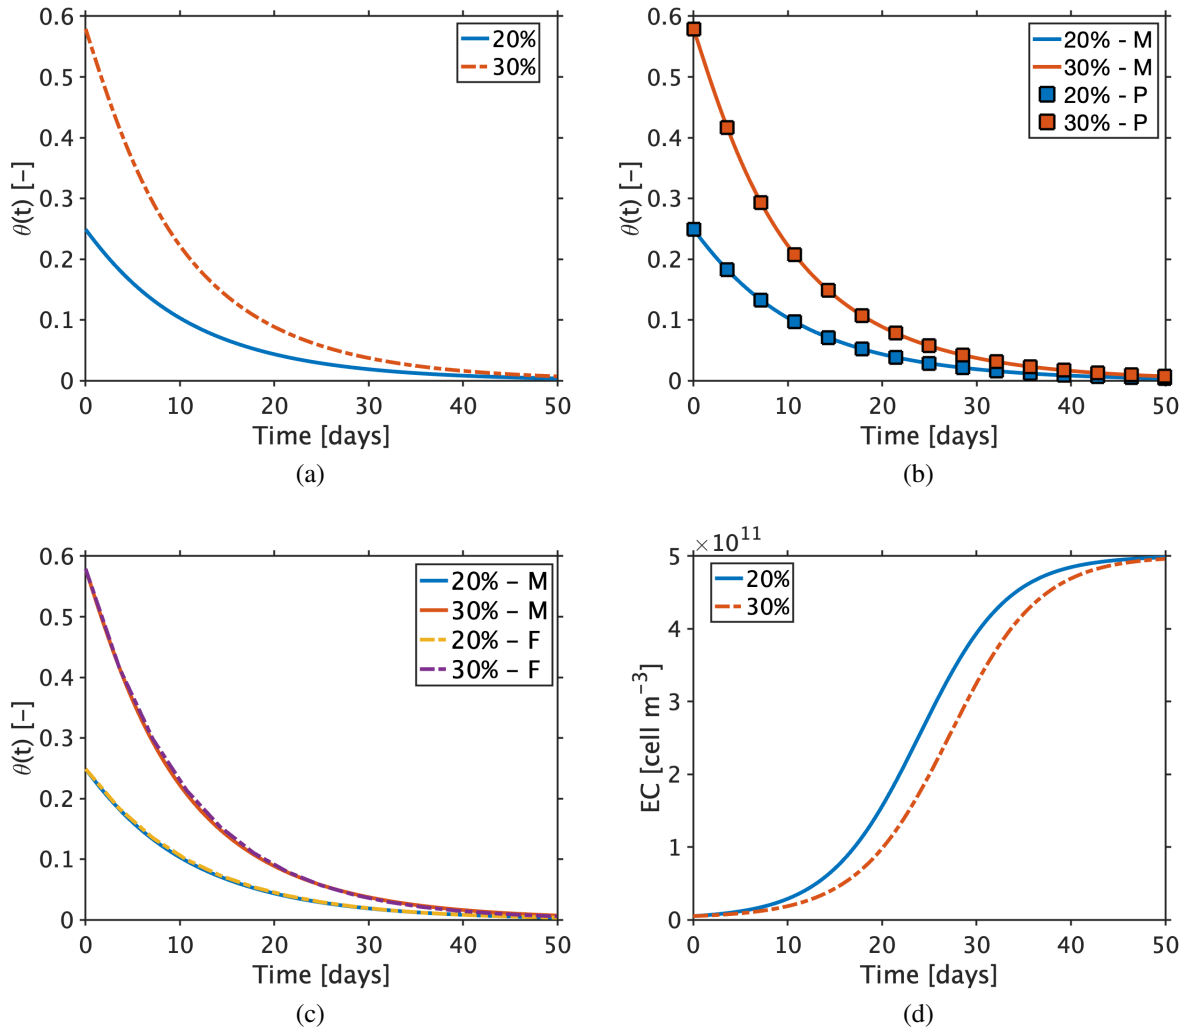 0.6
0.5
0.4
0.3
0.2
0.1
0
θ(t) [–]
20%
30%
0 10 20 30 40 50
Time [days]
(a)
0.6
0.5
0.4
0.3
0.2
0.1
0
θ(t) [–]
20% - M
30% - M
20% - P
30% - P
0 10 20 30 40 50
Time [days]
(b)
0.6
0.5
0.4
0.3
0.2
0.1
0
θ(t) [–]
20% – M
30% – M
20% – F
30% – F
0 10 20 30 40 50
Time [days]
(c)
×10¹¹
5
4
3
2
1
0
EC [cell m⁻³]
20%
30%
0 10 20 30 40 50
Time [days]
(d)